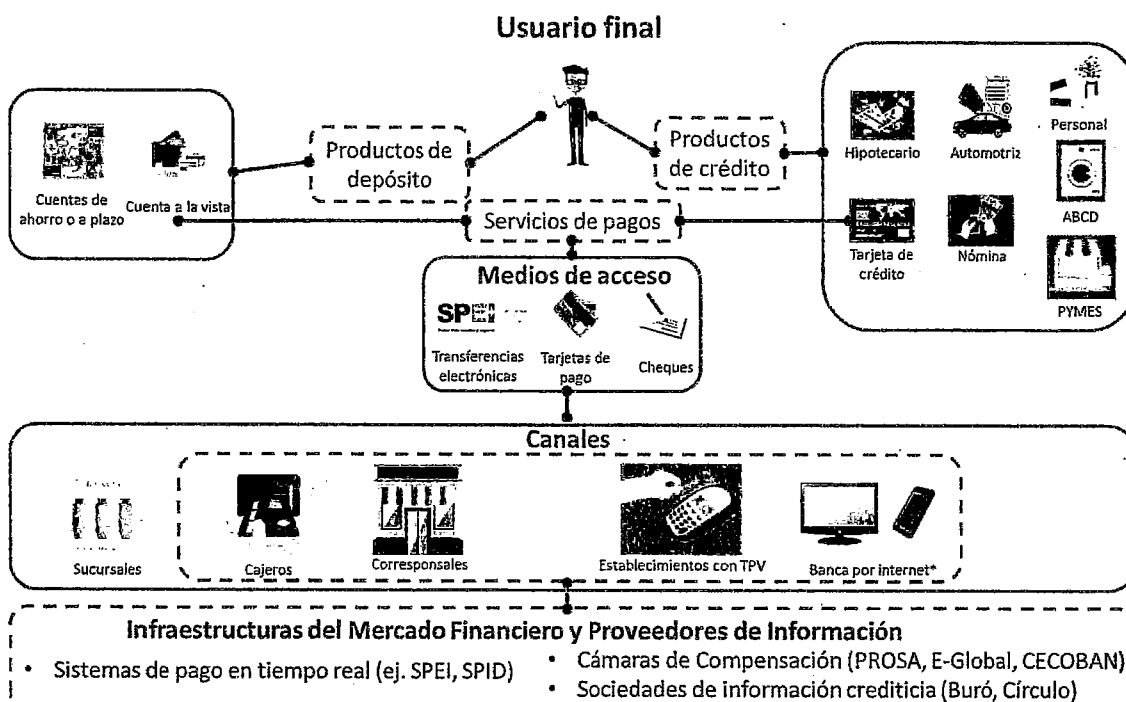 Usuario final
Productos de
depósito
Productos
de crédito
Cuentas de
ahorro o a plazo
Cuenta a la vista
Servicios de pagos
Hipotecario
Automotriz
Personal
ABCD
Tarjeta de
crédito
Nómina
PYMES
Medios de acceso
SPEI
Transferencias
electrónicas
Tarjetas de
pago
Cheques
Canales
Sucursales
Cajeros
Corresponsales
Establecimientos con TPV
Banca por internet*
Infraestructuras del Mercado Financiero y Proveedores de Información
• Sistemas de pago en tiempo real (ej. SPEI, SPID)
• Cámaras de Compensación (PROSA, E-Global, CECOBAN)
• Sociedades de información crediticia (Buró, Círculo)